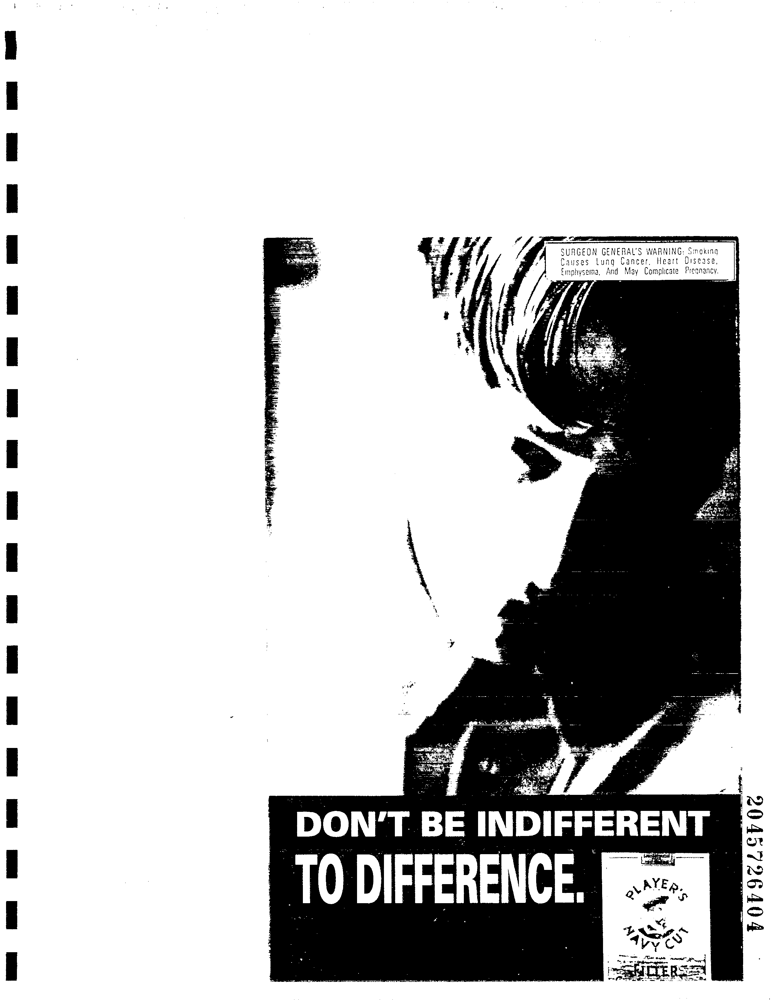 SURGEON GENERAL'S WARNING: Smoking
Causes Lung Cancer, Heart Disease,
Emphysema, And May Complicate Pregnancy.
DON'T BE INDIFFERENT
TO DIFFERENCE.
PLAYER'S
NAVY CUT
FILTER
2045726404